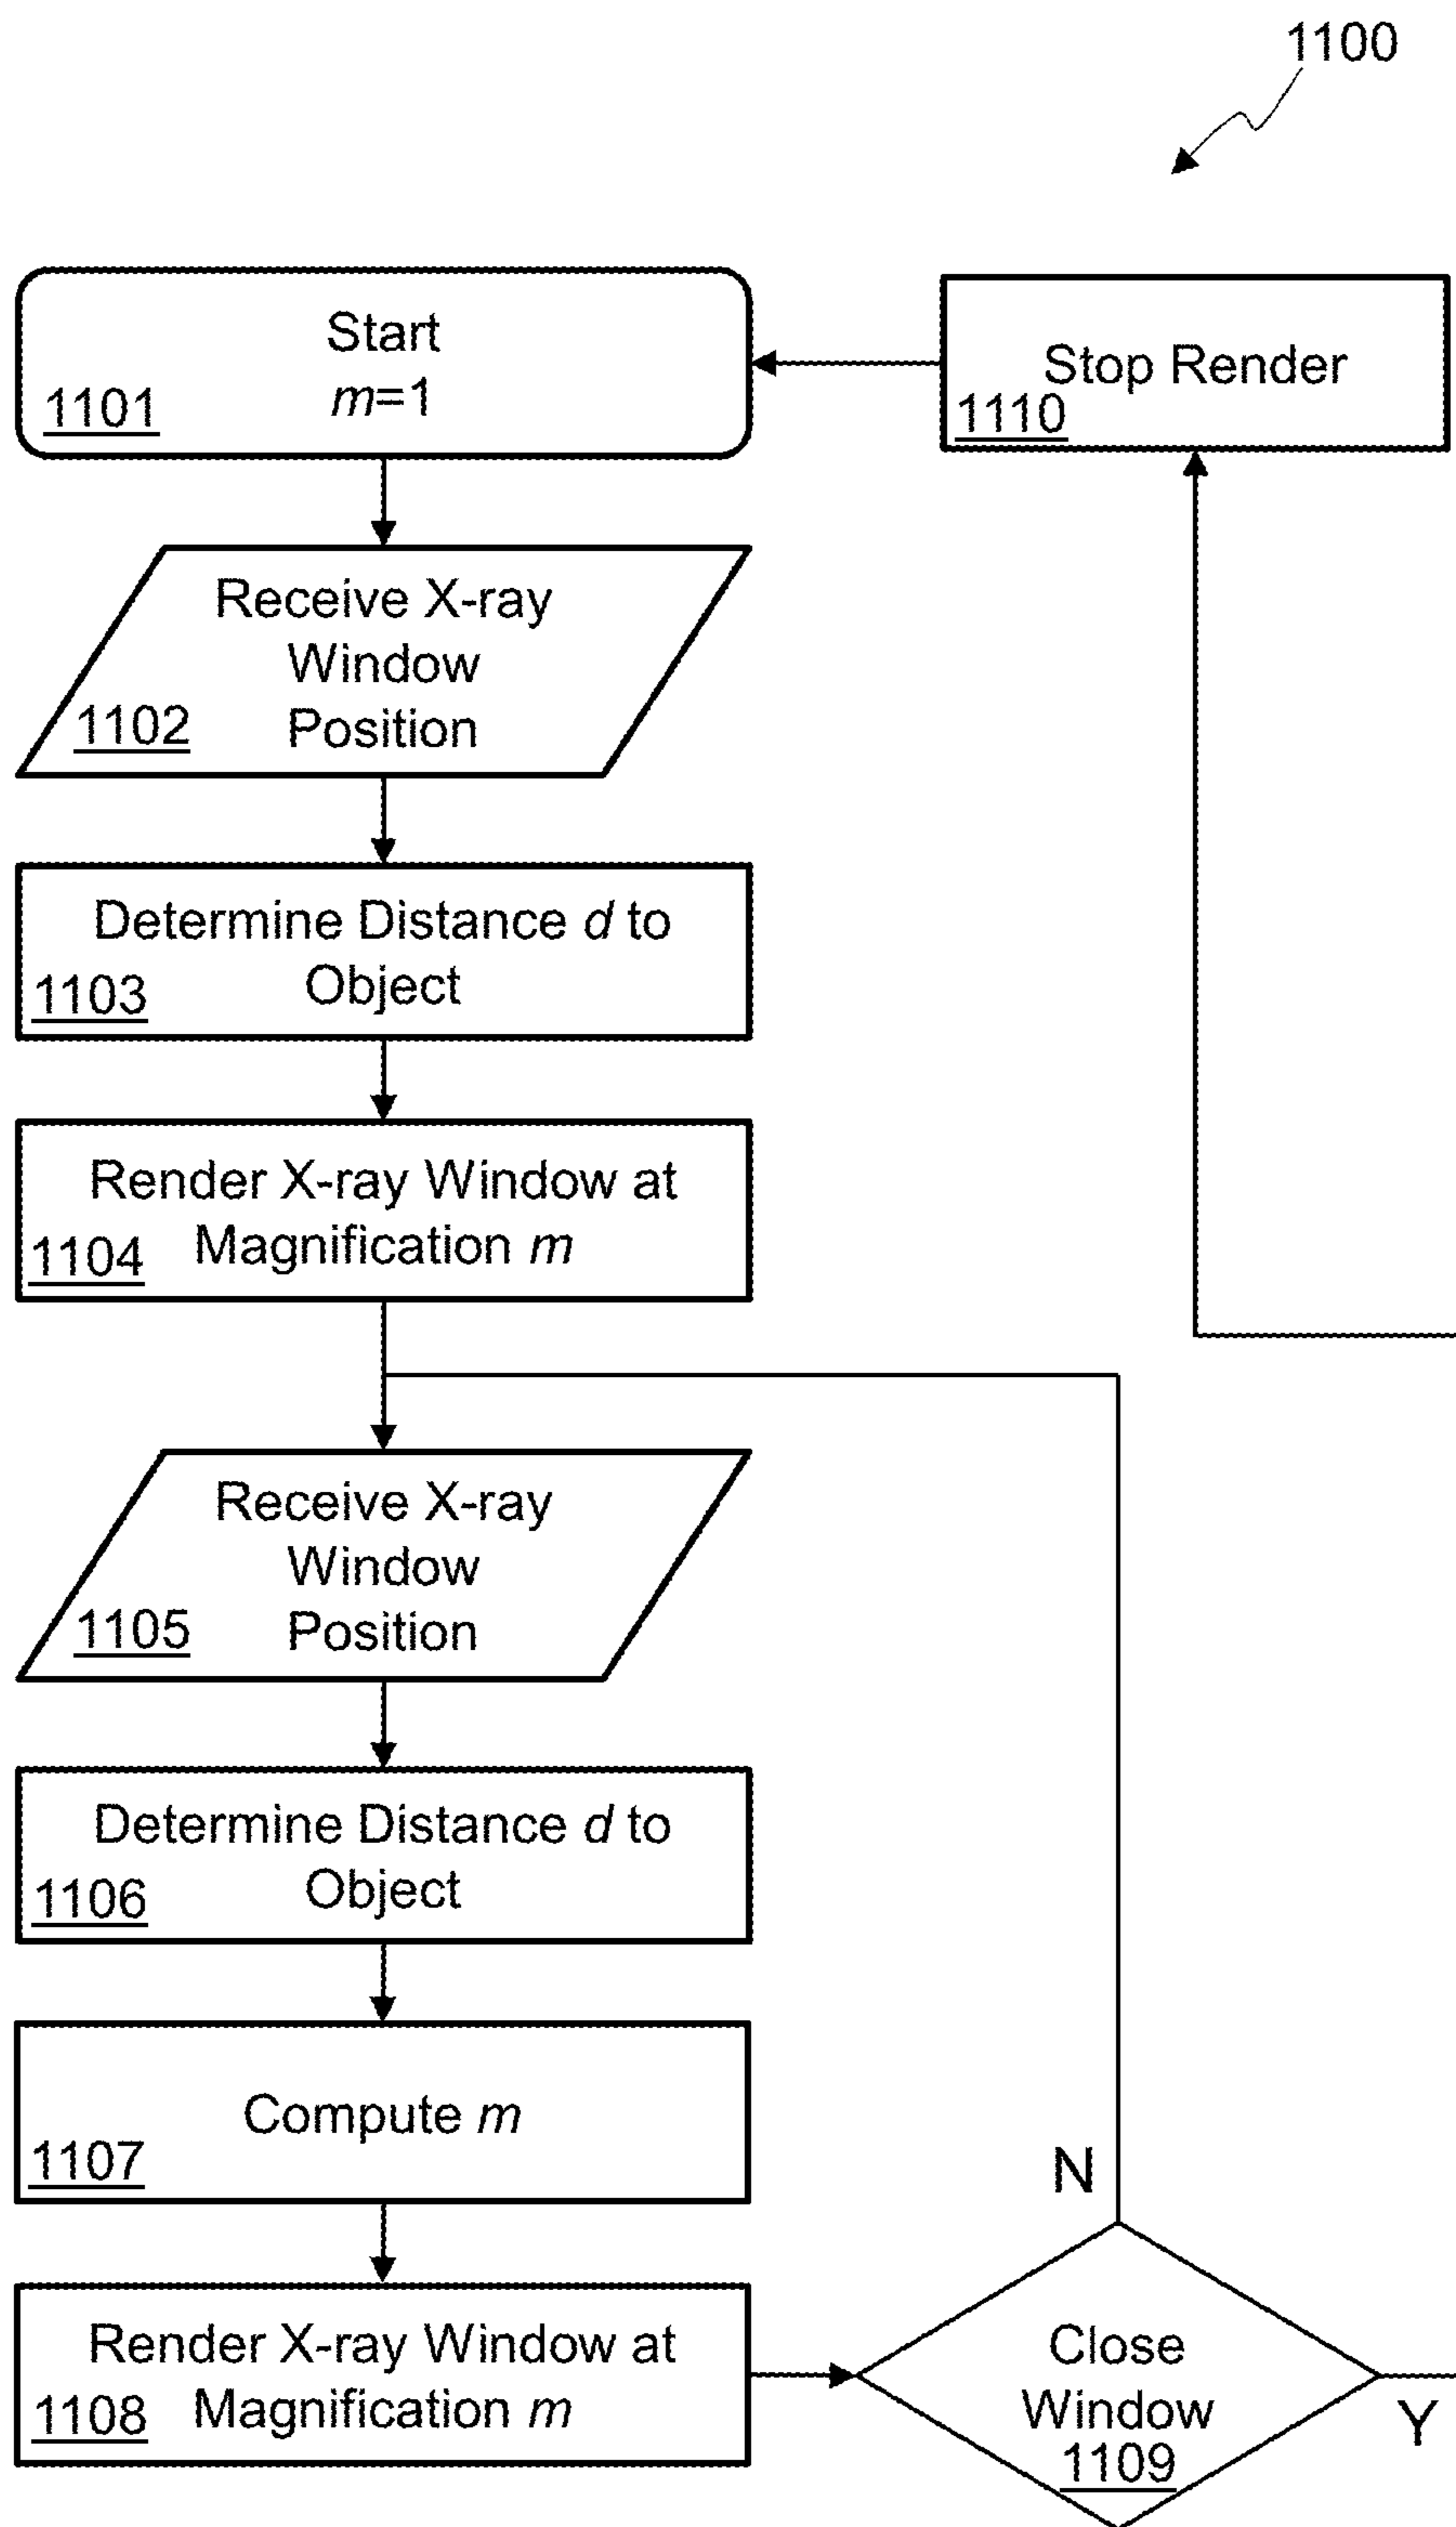 1100
Start
m=1
1101
Stop Render
1110
Receive X-ray
Window
Position
1102
Determine Distance d to
Object
1103
Render X-ray Window at
Magnification m
1104
Receive X-ray
Window
Position
1105
Determine Distance d to
Object
1106
Compute m
1107
Render X-ray Window at
Magnification m
1108
N
Close
Window
1109
Y